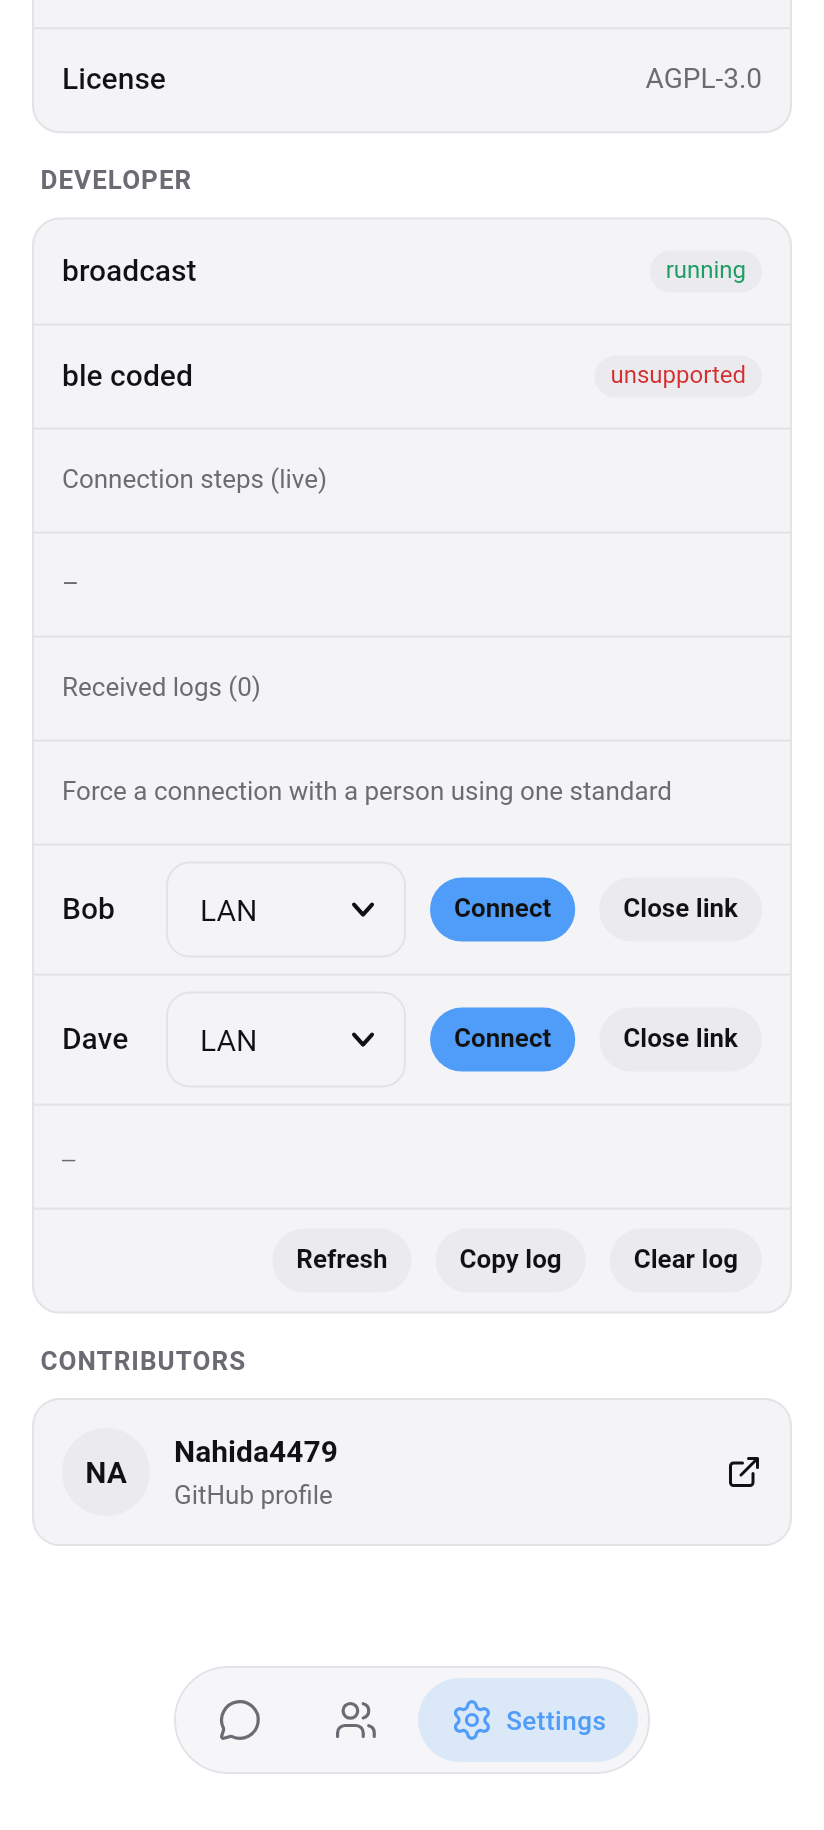 License
AGPL-3.0
DEVELOPER
broadcast
running
ble coded
unsupported
Connection steps (live)
–
Received logs (0)
Force a connection with a person using one standard
Bob
LAN
Connect
Close link
Dave
LAN
Connect
Close link
–
Refresh
Copy log
Clear log
CONTRIBUTORS
NA
Nahida4479
GitHub profile
Settings